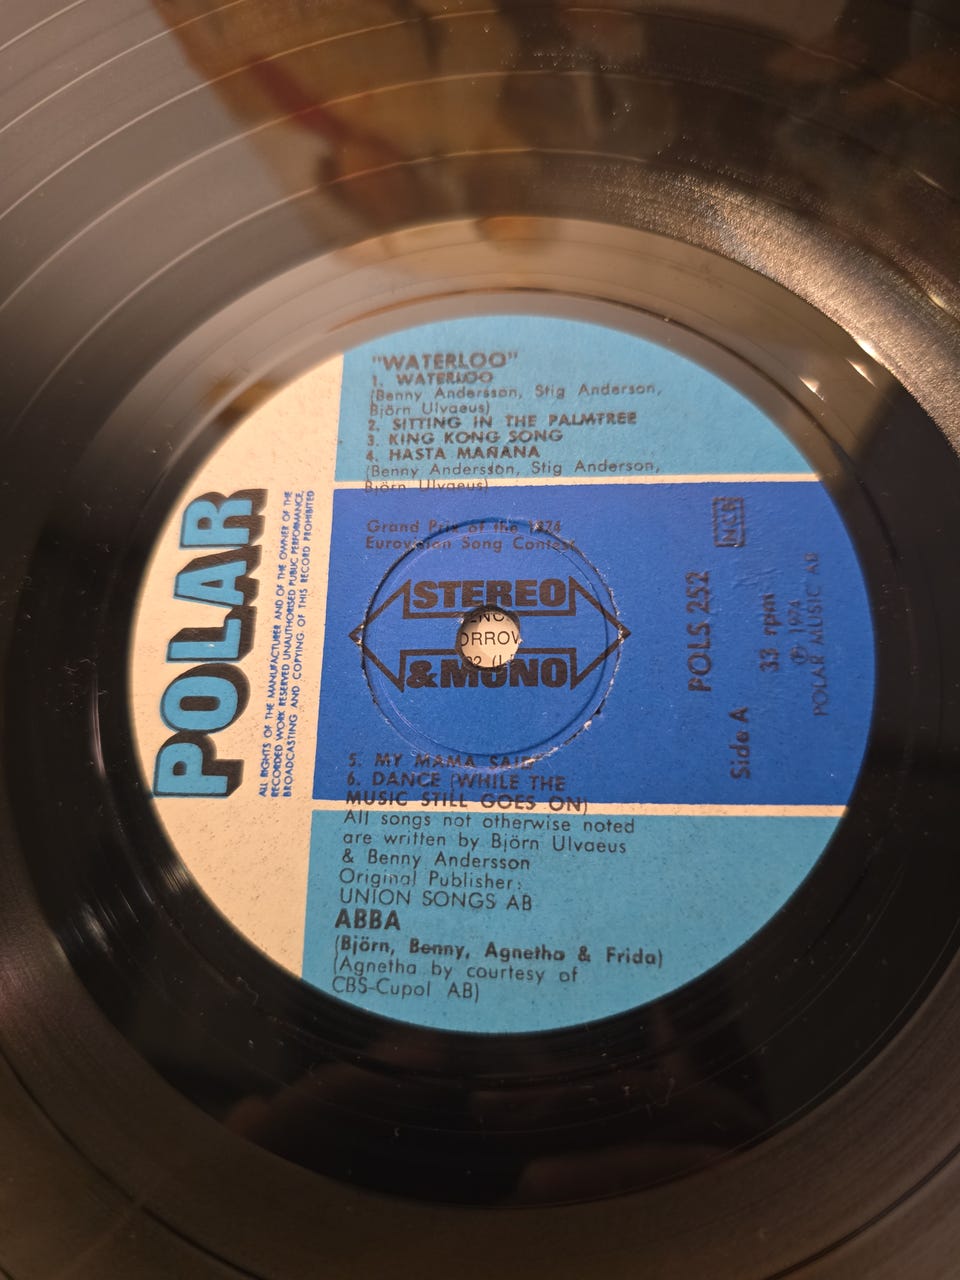 "WATERLOO"
1. WATERLOO
(Benny Andersson, Stig Anderson,
Björn Ulvaeus)
2. SITTING IN THE PALMTREE
3. KING KONG SONG
4. HASTA MAÑANA
(Benny Andersson, Stig Anderson,
Björn Ulvaeus)
Grand Prix of the 1974
Eurovision Song Contest
STEREO
& MONO
ORROW
5. MY MAMA SAID
6. DANCE (WHILE THE
MUSIC STILL GOES ON)
All songs not otherwise noted
are written by Björn Ulvaeus
& Benny Andersson
Original Publisher:
UNION SONGS AB
ABBA
(Björn, Benny, Agnetha & Frida)
(Agnetha by courtesy of
CBS-Cupol AB)
POLAR
ALL RIGHTS OF THE MANUFACTURER AND OF THE OWNER OF THE
RECORDED WORK RESERVED UNAUTHORISED PUBLIC PERFORMANCE,
BROADCASTING AND COPYING OF THIS RECORD PROHIBITED
NCB
POLS 252
Side A
33 rpm
Ⓟ 1974
POLAR MUSIC AB